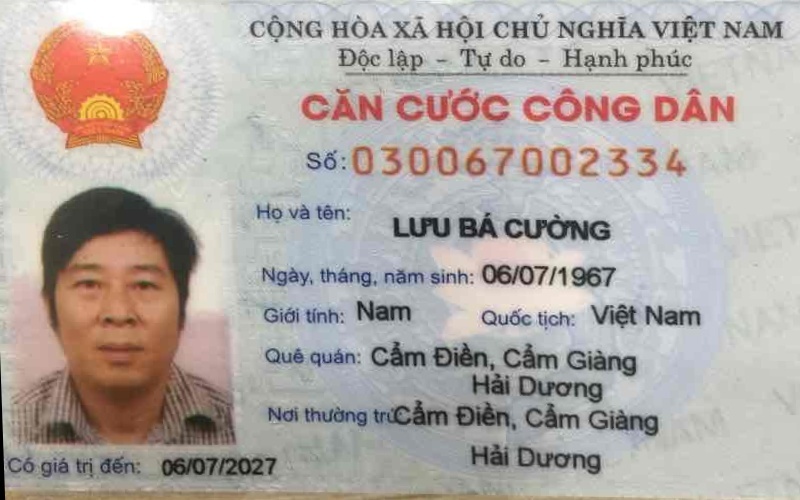 CỘNG HÒA XÃ HỘI CHỦ NGHĨA VIỆT NAM
Độc lập - Tự do - Hạnh phúc
CĂN CƯỚC CÔNG DÂN
Số: 030067002334
Họ và tên: LƯU BÁ CƯỜNG
Ngày, tháng, năm sinh: 06/07/1967
Giới tính: Nam Quốc tịch: Việt Nam
Quê quán: Cẩm Điền, Cẩm Giàng
Hải Dương
Nơi thường trú: Cẩm Điền, Cẩm Giàng
Hải Dương
Có giá trị đến: 06/07/2027